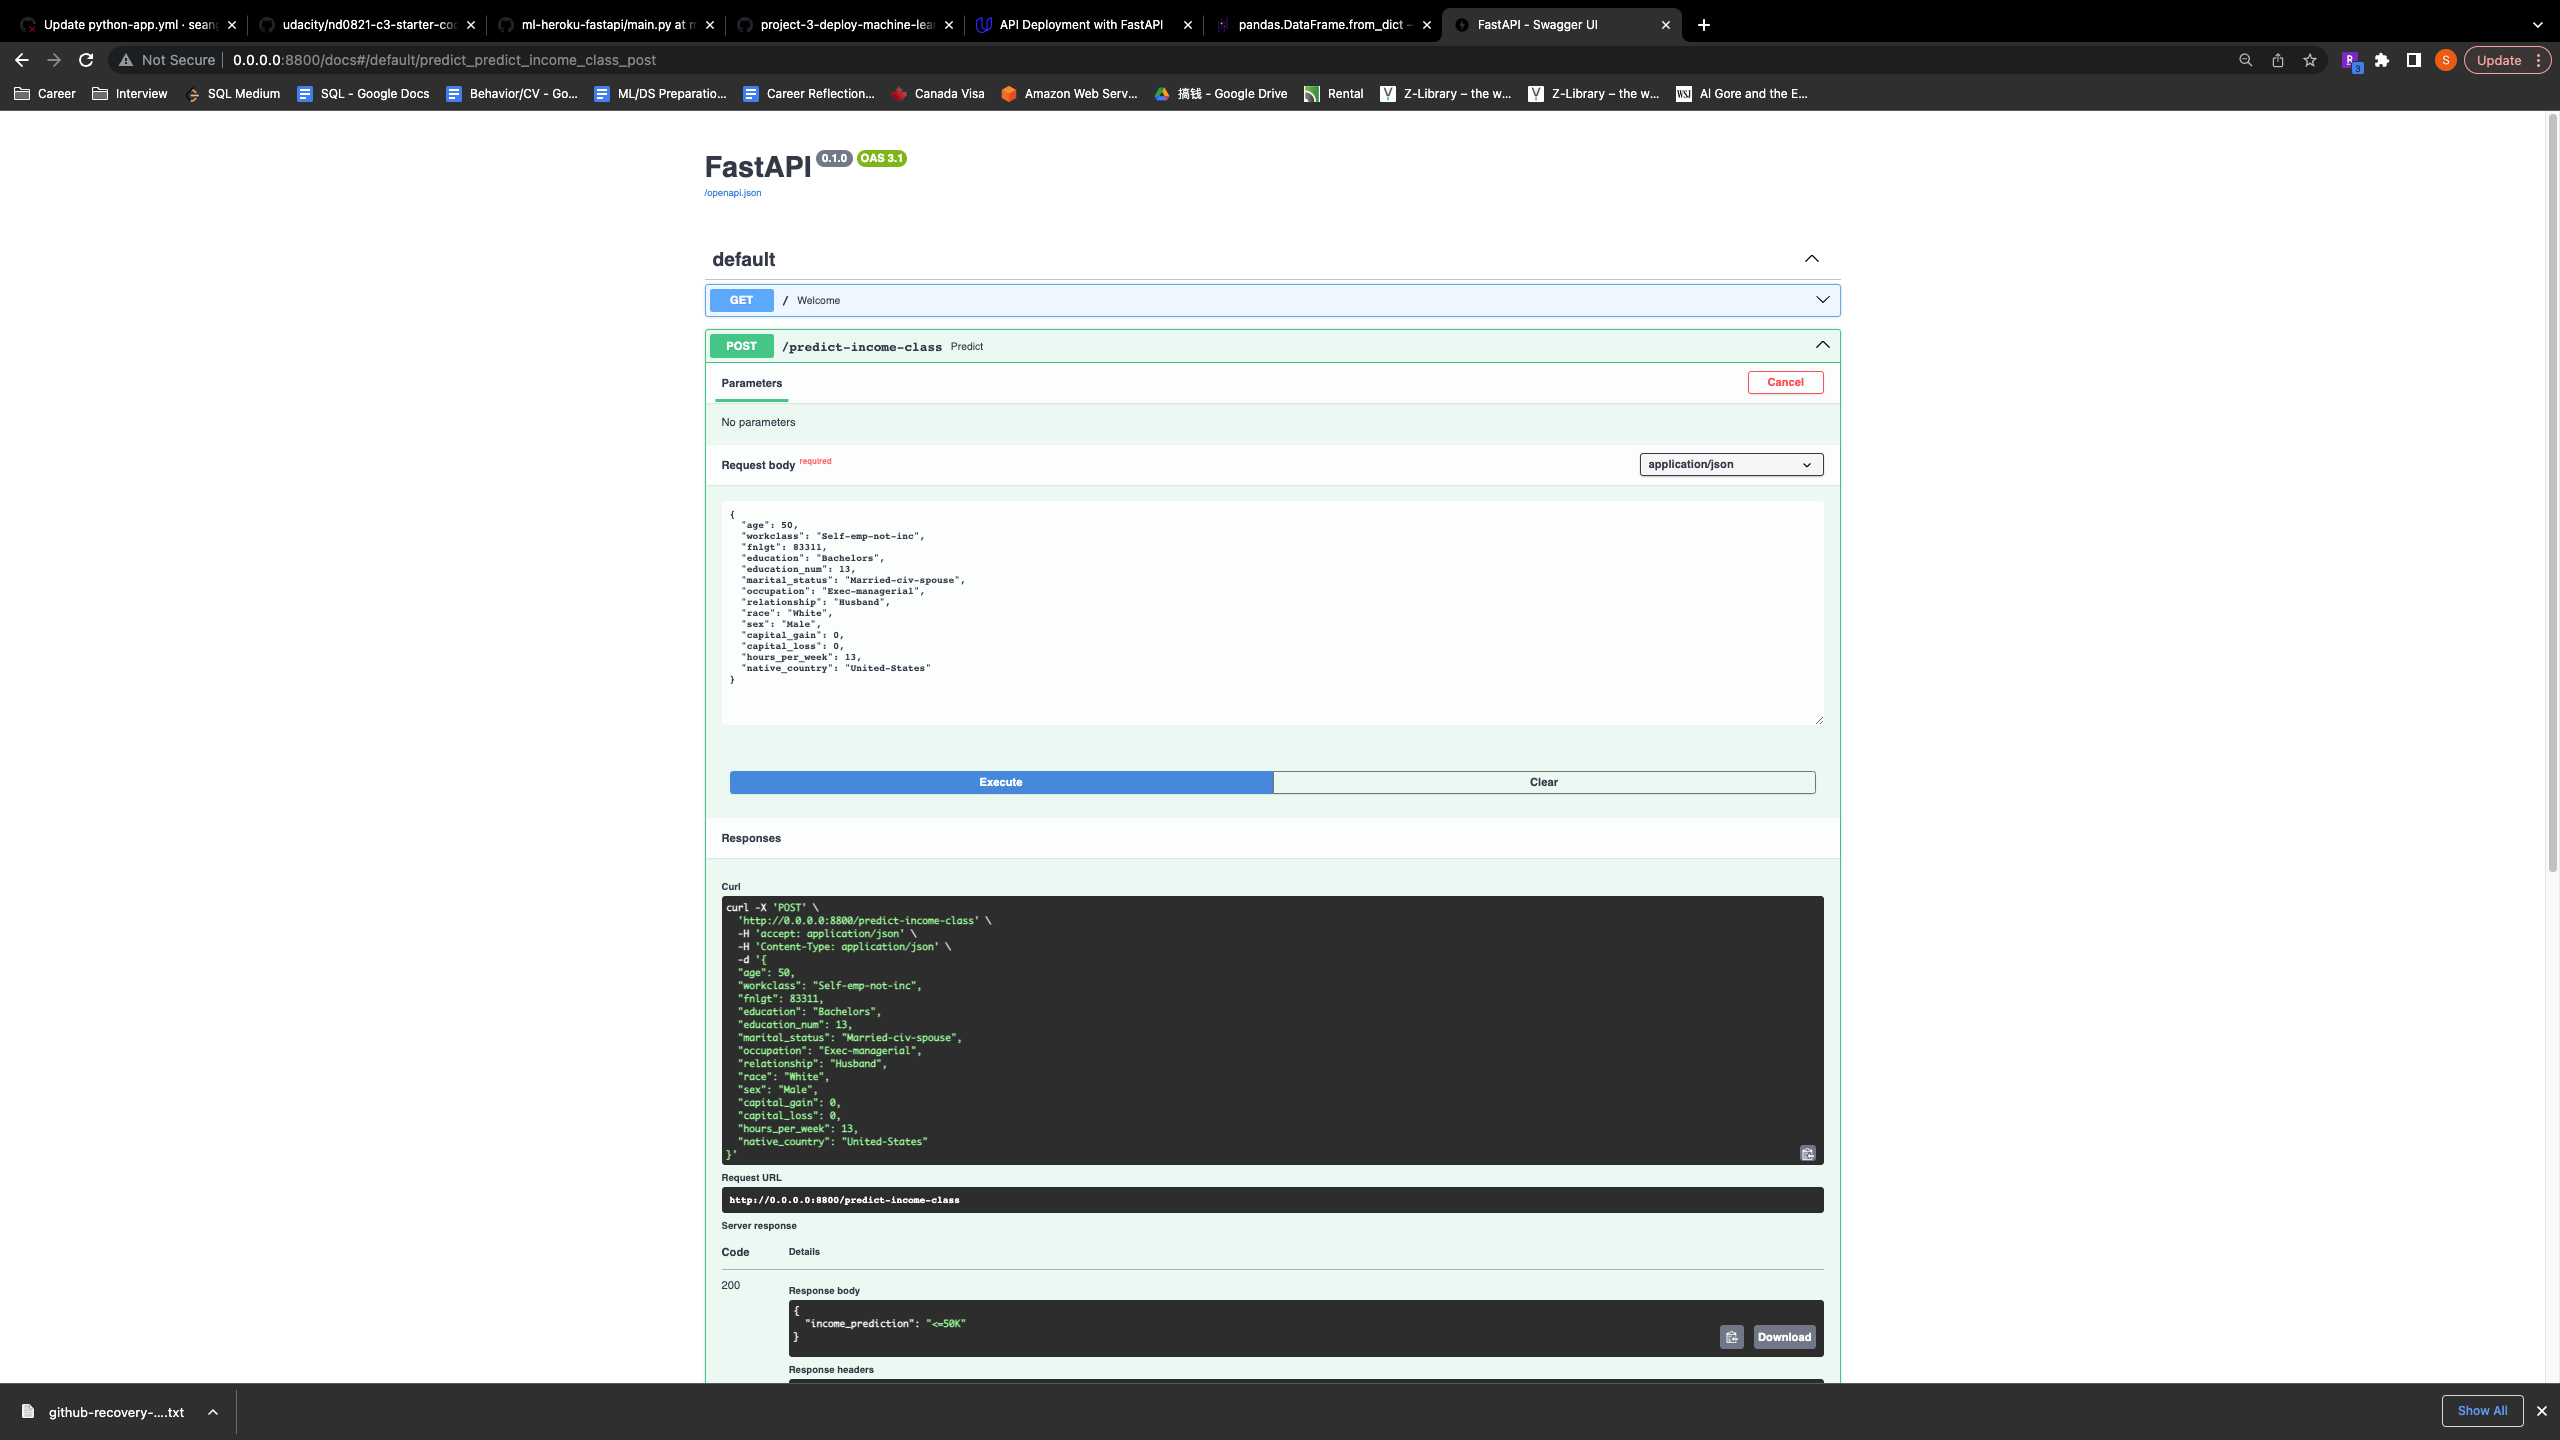 Update python-app.yml · sean
udacity/nd0821-c3-starter-co
ml-heroku-fastapi/main.py at m
project-3-deploy-machine-lea
API Deployment with FastAPI
pandas.DataFrame.from_dict -
FastAPI - Swagger UI
Not Secure 0.0.0.0:8800/docs#/default/predict_predict_income_class_post
S
Update
3
Career
Interview
SQL Medium
SQL - Google Docs
Behavior/CV - Go...
ML/DS Preparatio...
Career Reflection...
Canada Visa
Amazon Web Serv...
搞钱 - Google Drive
Rental
Z-Library – the w...
Z-Library – the w...
WSJ
Al Gore and the E...
FastAPI 0.1.0 OAS 3.1
/openapi.json
default
GET / Welcome
POST /predict-income-class Predict
Parameters
Cancel
No parameters
Request body required
application/json
{
"age": 50,
"workclass": "Self-emp-not-inc",
"fnlgt": 83311,
"education": "Bachelors",
"education_num": 13,
"marital_status": "Married-civ-spouse",
"occupation": "Exec-managerial",
"relationship": "Husband",
"race": "White",
"sex": "Male",
"capital_gain": 0,
"capital_loss": 0,
"hours_per_week": 13,
"native_country": "United-States"
}
Execute
Clear
Responses
Curl
curl -X 'POST' \
'http://0.0.0.0:8800/predict-income-class' \
-H 'accept: application/json' \
-H 'Content-Type: application/json' \
-d '{
"age": 50,
"workclass": "Self-emp-not-inc",
"fnlgt": 83311,
"education": "Bachelors",
"education_num": 13,
"marital_status": "Married-civ-spouse",
"occupation": "Exec-managerial",
"relationship": "Husband",
"race": "White",
"sex": "Male",
"capital_gain": 0,
"capital_loss": 0,
"hours_per_week": 13,
"native_country": "United-States"
}'
Request URL
http://0.0.0.0:8800/predict-income-class
Server response
Code Details
200
Response body
{
"income_prediction": "<=50K"
}
Download
Response headers
github-recovery-....txt
Show All